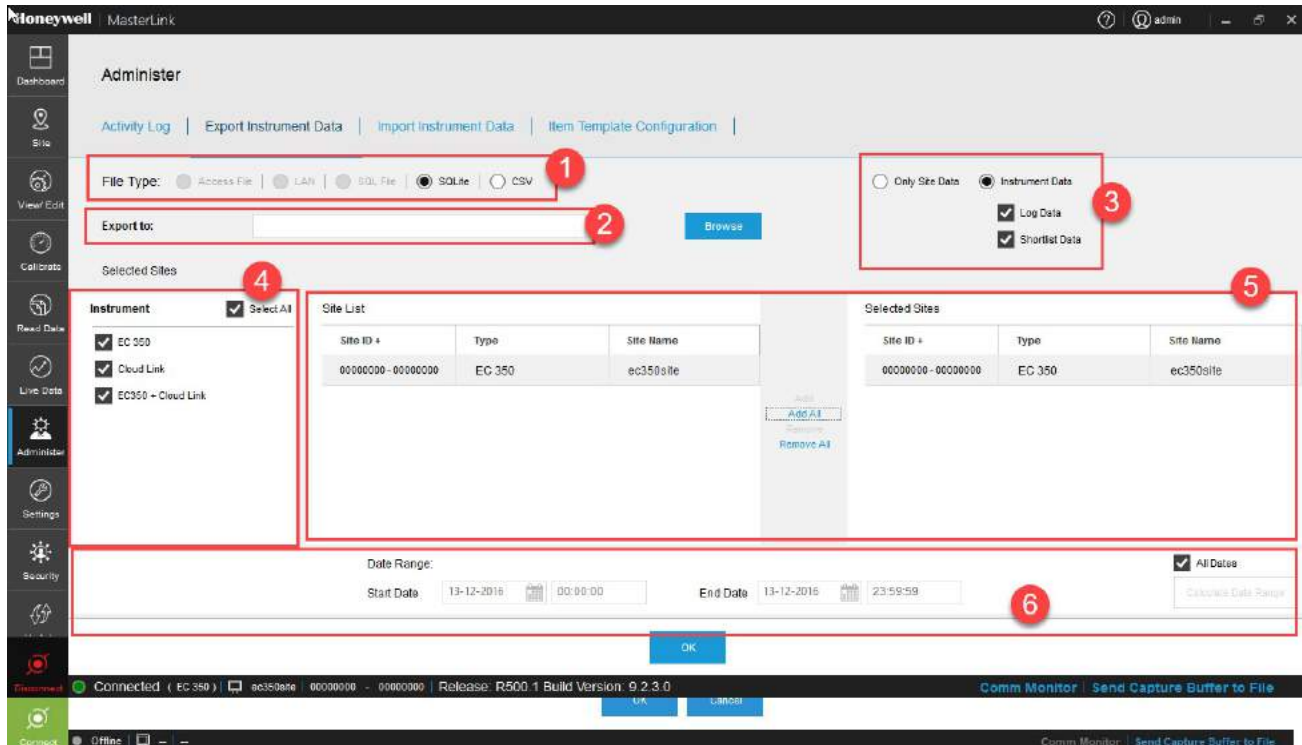 Honeywell | MasterLink
admin
Dashboard
Site
View/ Edit
Calibrate
Read Data
Live Data
Administer
Settings
Security
Disconnect
Connect
Administer
Activity Log | Export Instrument Data | Import Instrument Data | Item Template Configuration |
File Type: Access File | LAN | SQL File | SQLite | CSV
1
Export to:
2
Browse
Only Site Data Instrument Data
Log Data
Shortlist Data
3
Selected Sites
4
Instrument Select All
EC 350
Cloud Link
EC350 + Cloud Link
5
Site List
Site ID Type Site Name
00000000 - 00000000 EC 350 ec350site
Add
Add All
Remove
Remove All
Selected Sites
Site ID Type Site Name
00000000 - 00000000 EC 350 ec350site
Date Range:
Start Date 13-12-2016 00:00:00 End Date 13-12-2016 23:59:59
6
All Dates
Calculate Date Range
OK
Connected ( EC 350 ) | ec350site | 00000000 - 00000000 | Release: R500.1 Build Version: 9.2.3.0 Comm Monitor | Send Capture Buffer to File
OK Cancel
Offline | – | – Comm Monitor | Send Capture Buffer to File